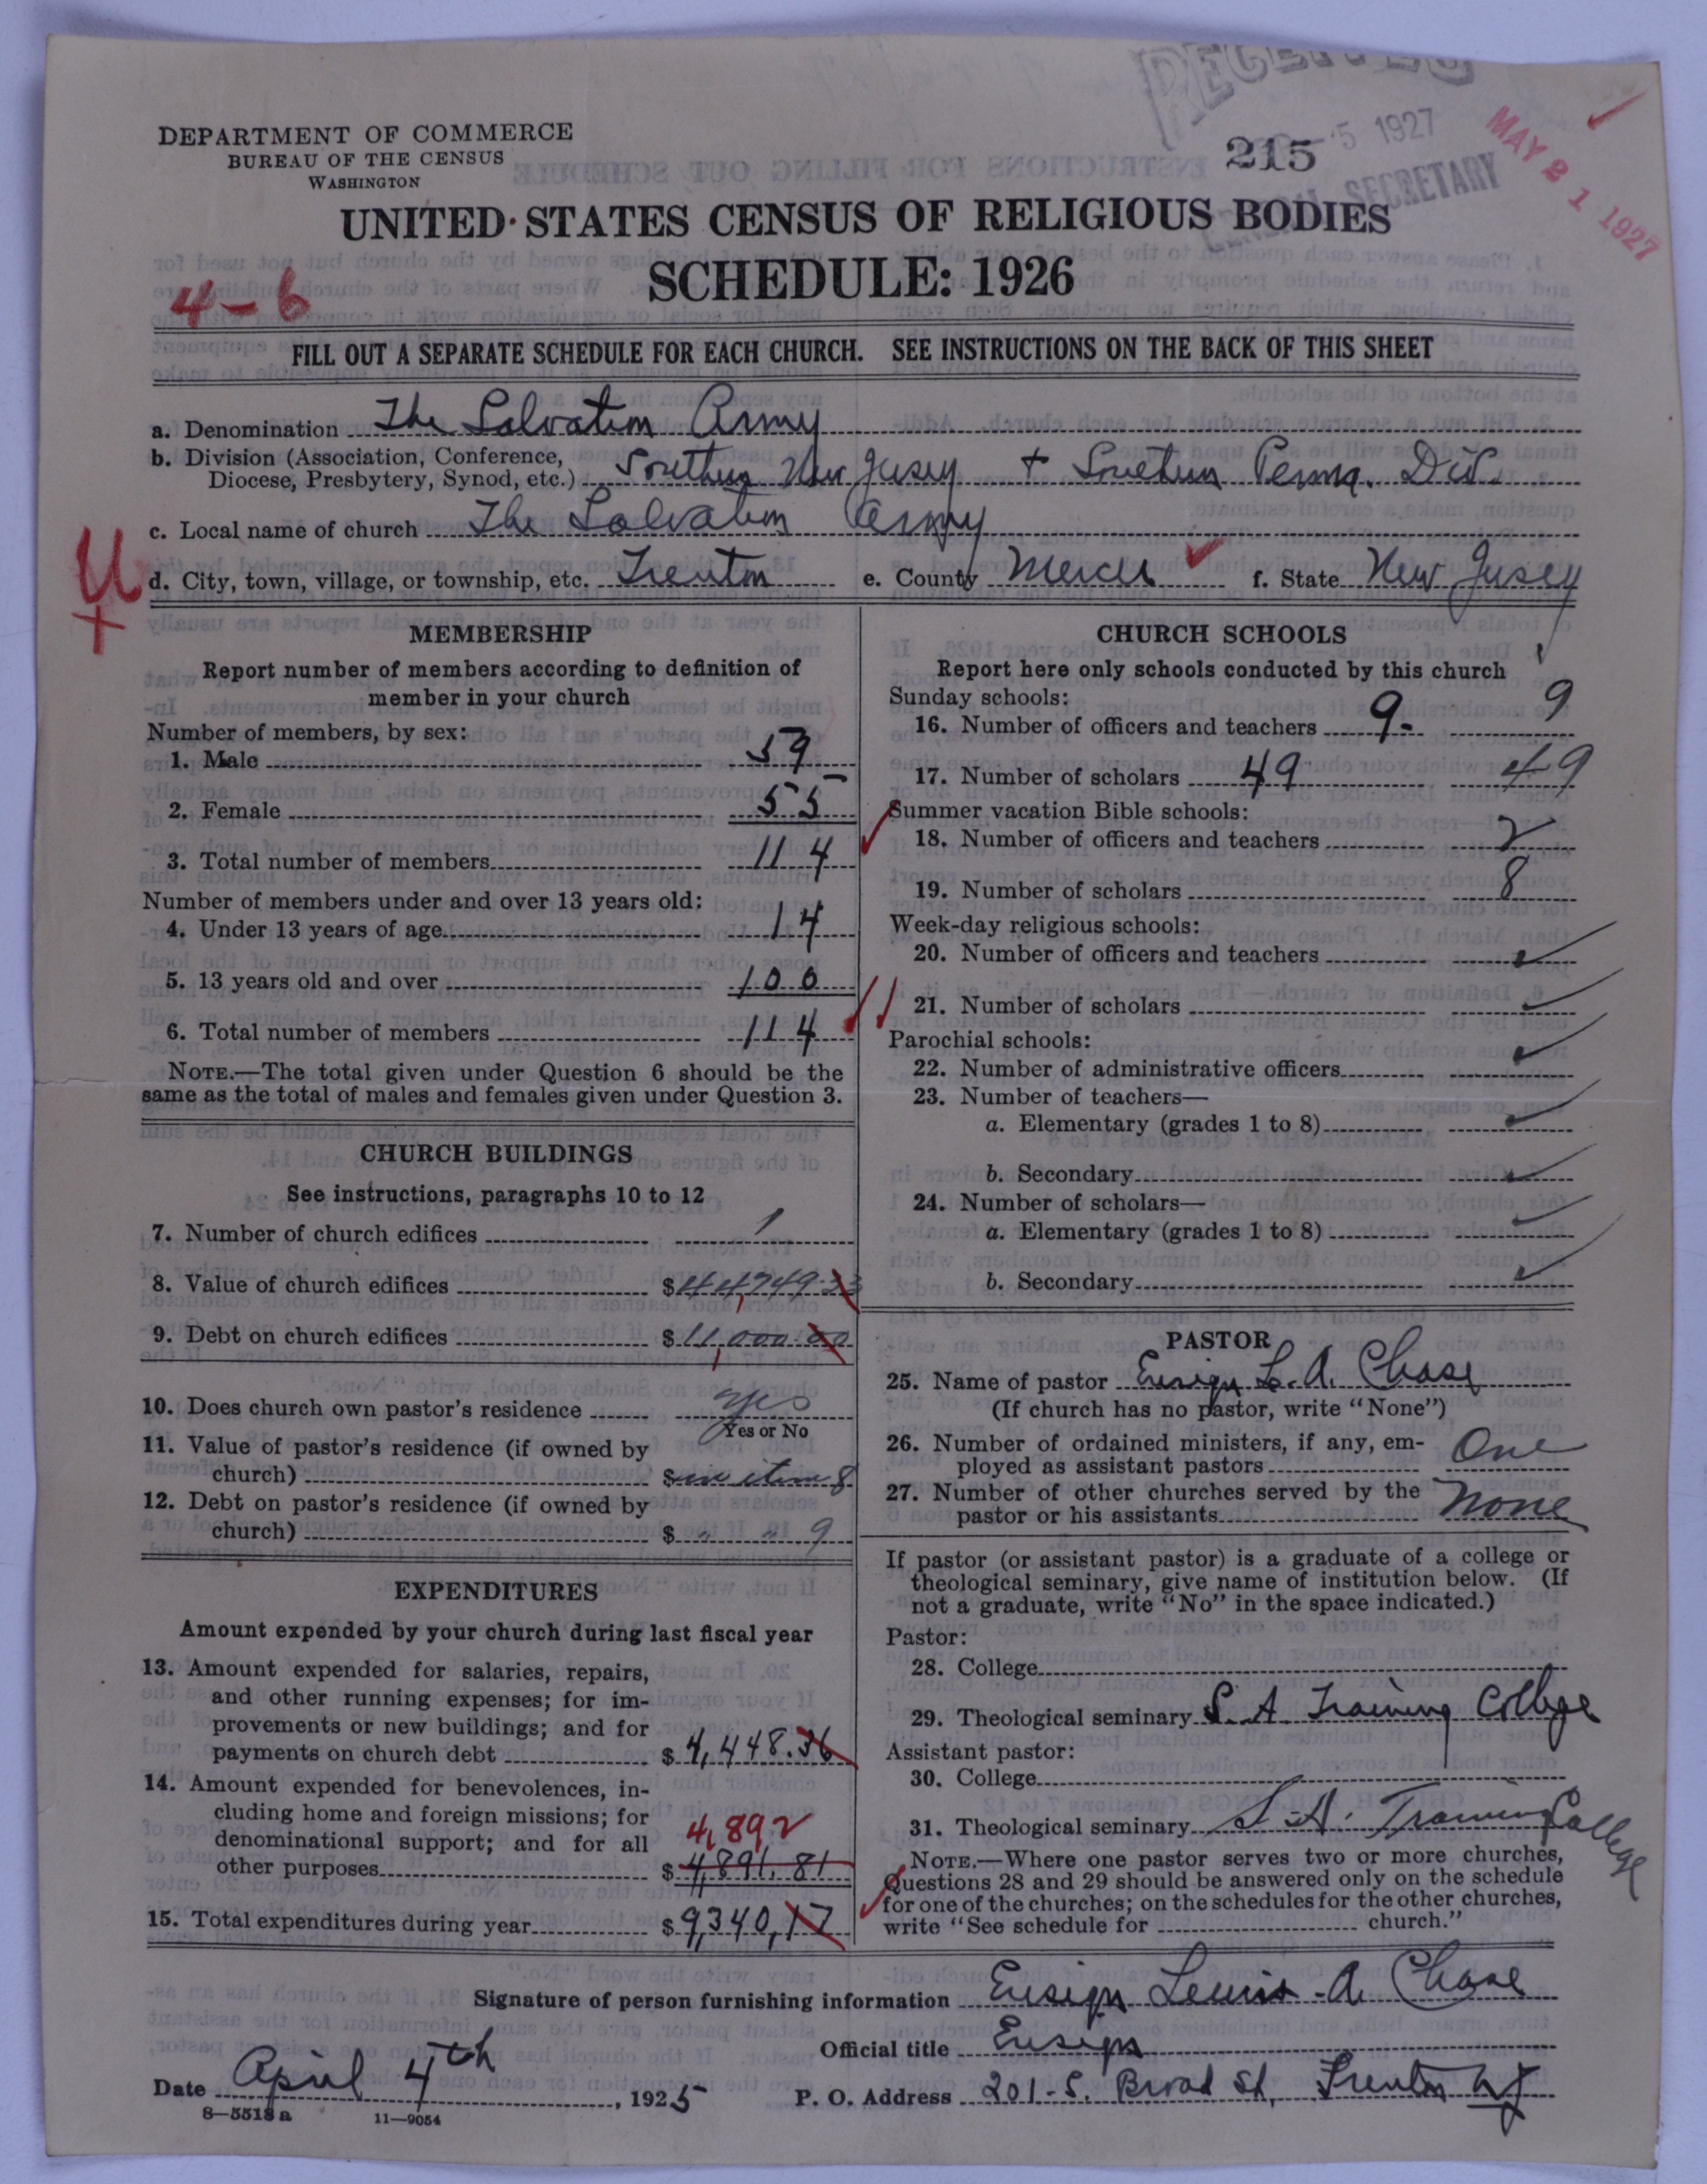 RECEIVED
5 1927
GENERAL SECRETARY
MAY 21 1927
215
DEPARTMENT OF COMMERCE
BUREAU OF THE CENSUS
WASHINGTON
UNITED STATES CENSUS OF RELIGIOUS BODIES
SCHEDULE: 1926
4-6
FILL OUT A SEPARATE SCHEDULE FOR EACH CHURCH. SEE INSTRUCTIONS ON THE BACK OF THIS SHEET
a. Denomination The Salvation Army
b. Division (Association, Conference,
Diocese, Presbytery, Synod, etc.) Southern New Jersey + Southern Penna. Div.
c. Local name of church The Salvation Army
U
+
d. City, town, village, or township, etc. Trenton e. County Mercer f. State New Jersey
MEMBERSHIP
Report number of members according to definition of
member in your church
Number of members, by sex:
1. Male 59
2. Female 55
3. Total number of members 114
Number of members under and over 13 years old:
4. Under 13 years of age 14
5. 13 years old and over 100
6. Total number of members 114
NOTE.—The total given under Question 6 should be the
same as the total of males and females given under Question 3.
CHURCH BUILDINGS
See instructions, paragraphs 10 to 12
7. Number of church edifices 1
8. Value of church edifices $44,749.33
9. Debt on church edifices $11,000.00
10. Does church own pastor's residence yes
Yes or No
11. Value of pastor's residence (if owned by
church) $ in item 8
12. Debt on pastor's residence (if owned by
church) $ " " 9
EXPENDITURES
Amount expended by your church during last fiscal year
13. Amount expended for salaries, repairs,
and other running expenses; for im-
provements or new buildings; and for
payments on church debt $4,448.36
14. Amount expended for benevolences, in-
cluding home and foreign missions; for
denominational support; and for all 4,892
other purposes $4,891.81
15. Total expenditures during year $9,340,17
CHURCH SCHOOLS
Report here only schools conducted by this church
Sunday schools:
16. Number of officers and teachers 9- 9
17. Number of scholars 49 49
Summer vacation Bible schools:
18. Number of officers and teachers 2
19. Number of scholars 8
Week-day religious schools:
20. Number of officers and teachers
21. Number of scholars
Parochial schools:
22. Number of administrative officers
23. Number of teachers—
a. Elementary (grades 1 to 8)
b. Secondary
24. Number of scholars—
a. Elementary (grades 1 to 8)
b. Secondary
PASTOR
25. Name of pastor Ensign L. A. Chase
(If church has no pastor, write "None")
26. Number of ordained ministers, if any, em-
ployed as assistant pastors One
27. Number of other churches served by the
pastor or his assistants None
If pastor (or assistant pastor) is a graduate of a college or
theological seminary, give name of institution below. (If
not a graduate, write "No" in the space indicated.)
Pastor:
28. College
29. Theological seminary S. A. Training College
Assistant pastor:
30. College
31. Theological seminary S. A. Training College
NOTE.—Where one pastor serves two or more churches,
Questions 28 and 29 should be answered only on the schedule
for one of the churches; on the schedules for the other churches,
write "See schedule for church."
Signature of person furnishing information Ensign Lewis A. Chase
Official title Ensign
Date April 4th, 1925 P. O. Address 201-S. Broad St, Trenton NJ
8—5518 a 11—9054